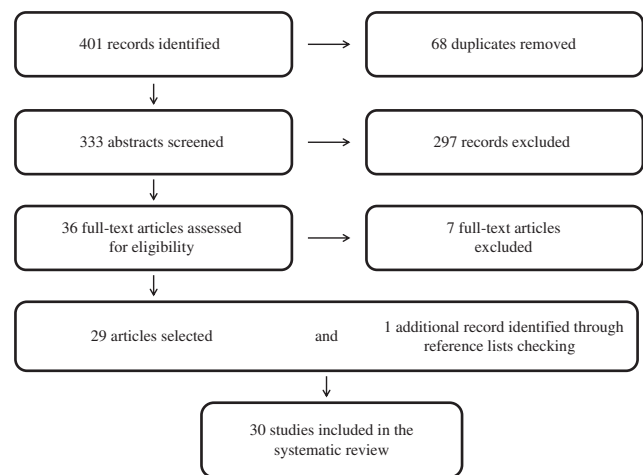 401 records identified
68 duplicates removed
333 abstracts screened
297 records excluded
36 full-text articles assessed
for eligibility
7 full-text articles
excluded
29 articles selected
and
1 additional record identified through
reference lists checking
30 studies included in the
systematic review